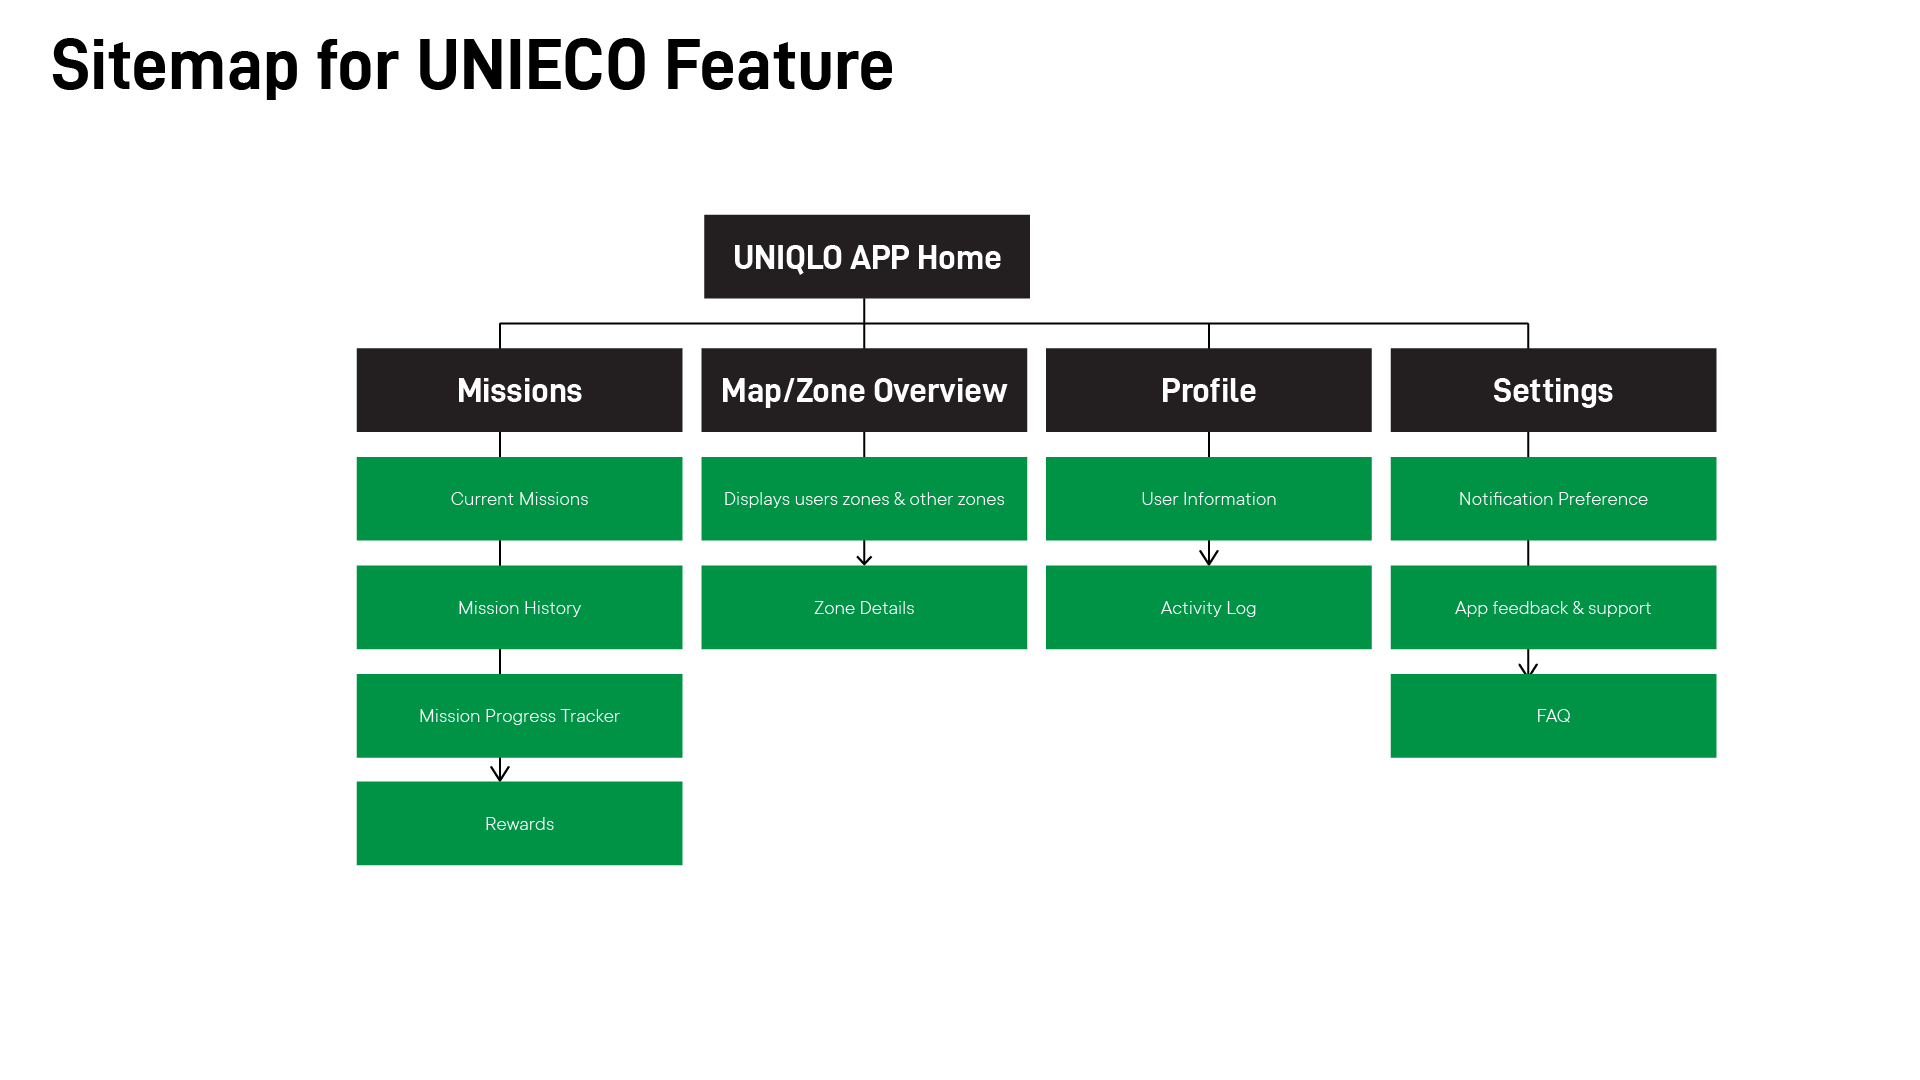 Sitemap for UNIECO Feature
UNIQLO APP Home
Missions
Map/Zone Overview
Profile
Settings
Current Missions
Displays users zones & other zones
User Information
Notification Preference
Mission History
Zone Details
Activity Log
App feedback & support
Mission Progress Tracker
FAQ
Rewards